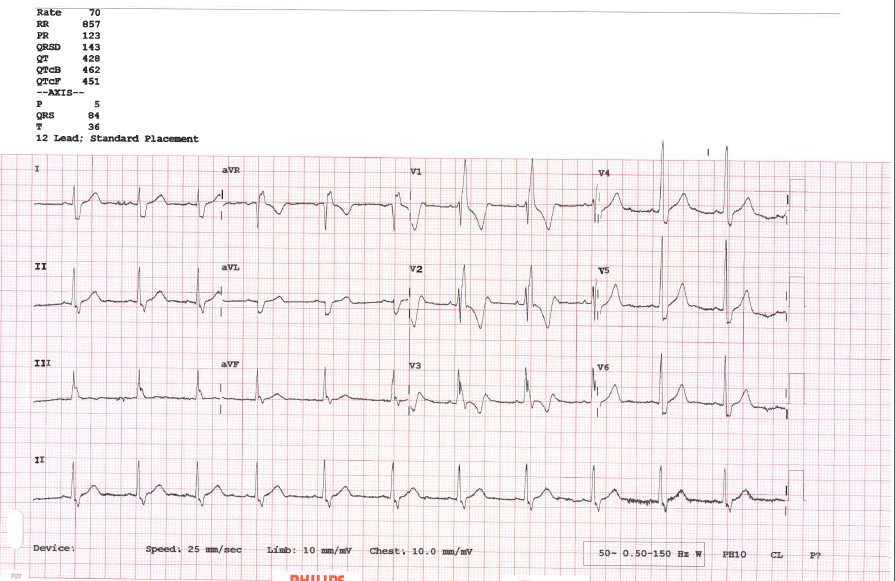 Rate 70
RR 857
PR 123
QRSD 143
QT 428
QTcB 462
QTcF 451
--AXIS--
P 5
QRS 84
T 36
12 Lead; Standard Placement
I aVR V1 V4
II aVL V2 V5
III aVF V3 V6
II
Device: Speed: 25 mm/sec Limb: 10 mm/mV Chest: 10.0 mm/mV 50~ 0.50-150 Hz W PH10 CL P?
707 PHILIPS